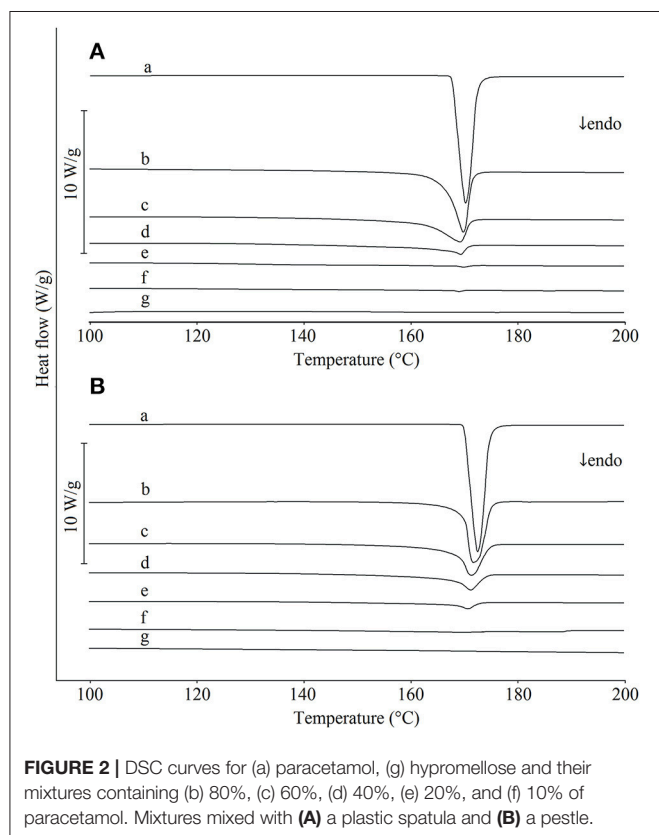 A
a
↓endo
10 W/g
b
c
d
e
f
g
100 120 140 160 180 200
Temperature (°C)
Heat flow (W/g)
B
a
↓endo
10 W/g
b
c
d
e
f
g
100 120 140 160 180 200
Temperature (°C)
FIGURE 2 | DSC curves for (a) paracetamol, (g) hypromellose and their
mixtures containing (b) 80%, (c) 60%, (d) 40%, (e) 20%, and (f) 10% of
paracetamol. Mixtures mixed with (A) a plastic spatula and (B) a pestle.